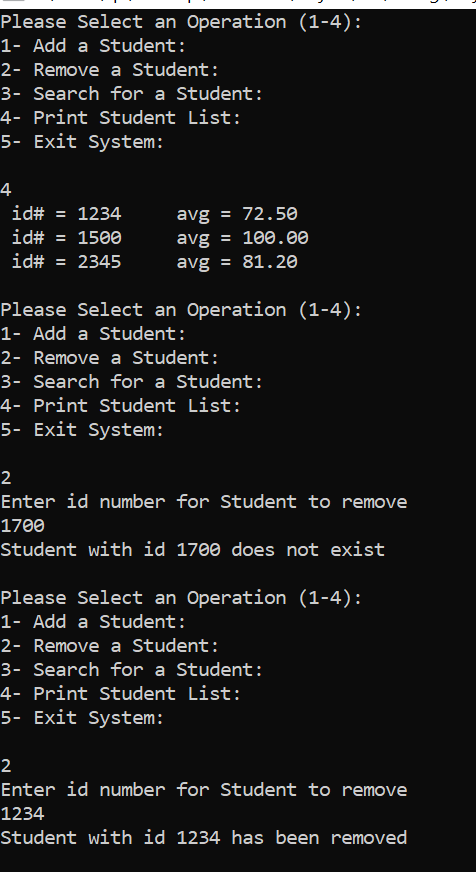 Please Select an Operation (1-4):
1- Add a Student:
2- Remove a Student:
3- Search for a Student:
4- Print Student List:
5- Exit System:
4
id# = 1234     avg = 72.50
id# = 1500     avg = 100.00
id# = 2345     avg = 81.20
Please Select an Operation (1-4):
1- Add a Student:
2- Remove a Student:
3- Search for a Student:
4- Print Student List:
5- Exit System:
2
Enter id number for Student to remove
1700
Student with id 1700 does not exist
Please Select an Operation (1-4):
1- Add a Student:
2- Remove a Student:
3- Search for a Student:
4- Print Student List:
5- Exit System:
2
Enter id number for Student to remove
1234
Student with id 1234 has been removed